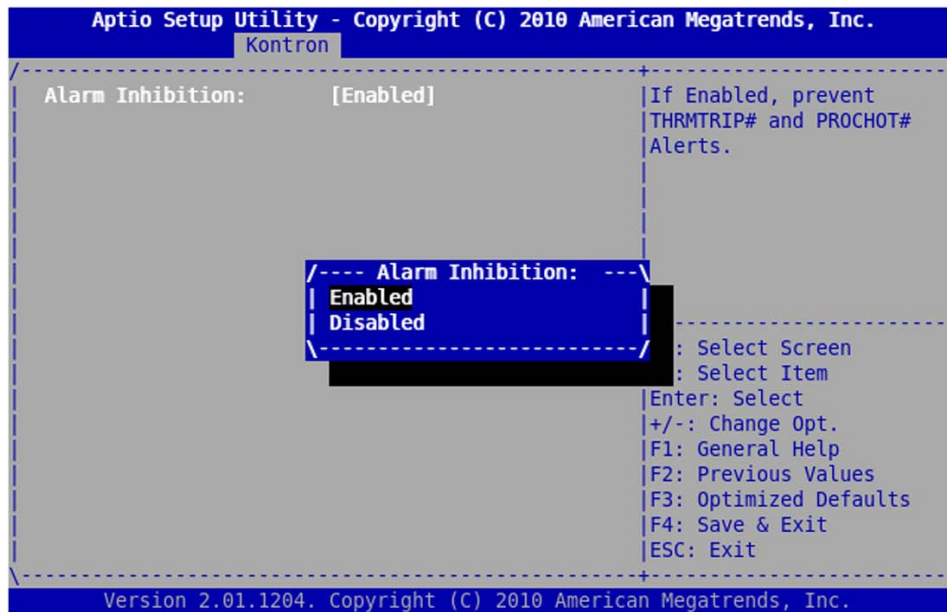 Aptio Setup Utility - Copyright (C) 2010 American Megatrends, Inc.
Kontron
Alarm Inhibition: [Enabled]
If Enabled, prevent
THRMTRIP# and PROCHOT#
Alerts.
/---- Alarm Inhibition: ---\
Enabled
Disabled
: Select Screen
: Select Item
Enter: Select
+/-: Change Opt.
F1: General Help
F2: Previous Values
F3: Optimized Defaults
F4: Save & Exit
ESC: Exit
Version 2.01.1204. Copyright (C) 2010 American Megatrends, Inc.